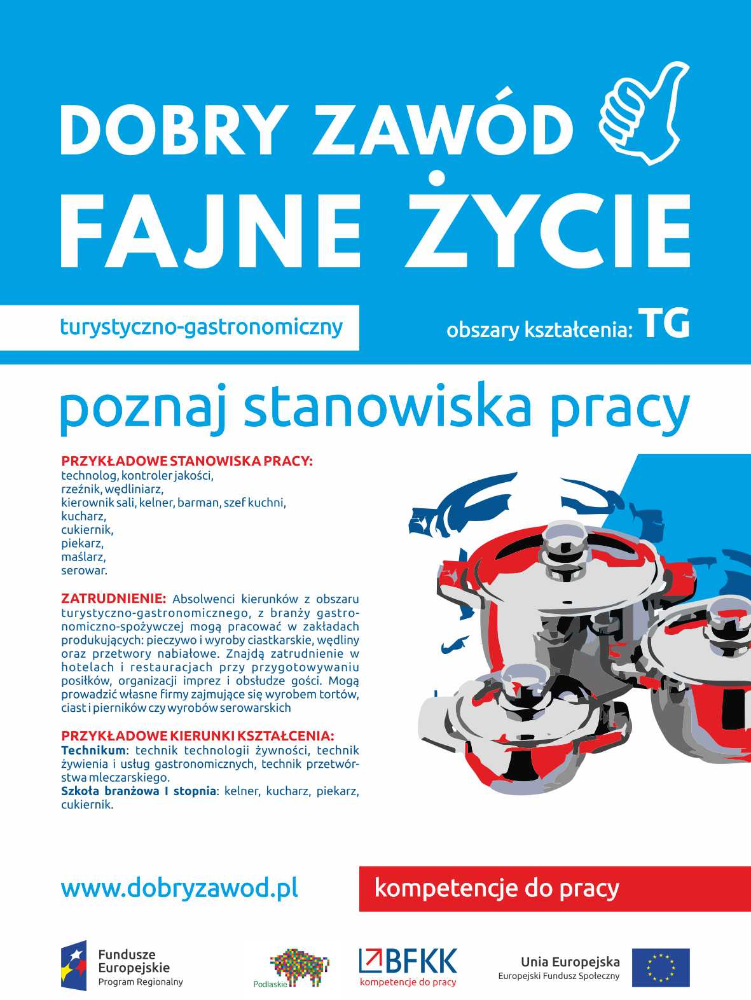 DOBRY ZAWÓD
FAJNE ŻYCIE
turystyczno-gastronomiczny
obszary kształcenia: TG
poznaj stanowiska pracy
PRZYKŁADOWE STANOWISKA PRACY:
technolog, kontroler jakości,
rzeźnik, wędliniarz,
kierownik sali, kelner, barman, szef kuchni,
kucharz,
cukiernik,
piekarz,
maślarz,
serowar.
ZATRUDNIENIE: Absolwenci kierunków z obszaru
turystyczno-gastronomicznego, z branży gastro-
nomiczno-spożywczej mogą pracować w zakładach
produkujących: pieczywo i wyroby ciastkarskie, wędliny
oraz przetwory nabiałowe. Znajdą zatrudnienie w
hotelach i restauracjach przy przygotowywaniu
posiłków, organizacji imprez i obsłudze gości. Mogą
prowadzić własne firmy zajmujące się wyrobem tortów,
ciast i pierników czy wyrobów serowarskich
PRZYKŁADOWE KIERUNKI KSZTAŁCENIA:
Technikum: technik technologii żywności, technik
żywienia i usług gastronomicznych, technik przetwór-
stwa mleczarskiego.
Szkoła branżowa I stopnia: kelner, kucharz, piekarz,
cukiernik.
www.dobryzawod.pl
kompetencje do pracy
Fundusze
Europejskie
Program Regionalny
Podlaskie
BFKK
kompetencje do pracy
Unia Europejska
Europejski Fundusz Społeczny